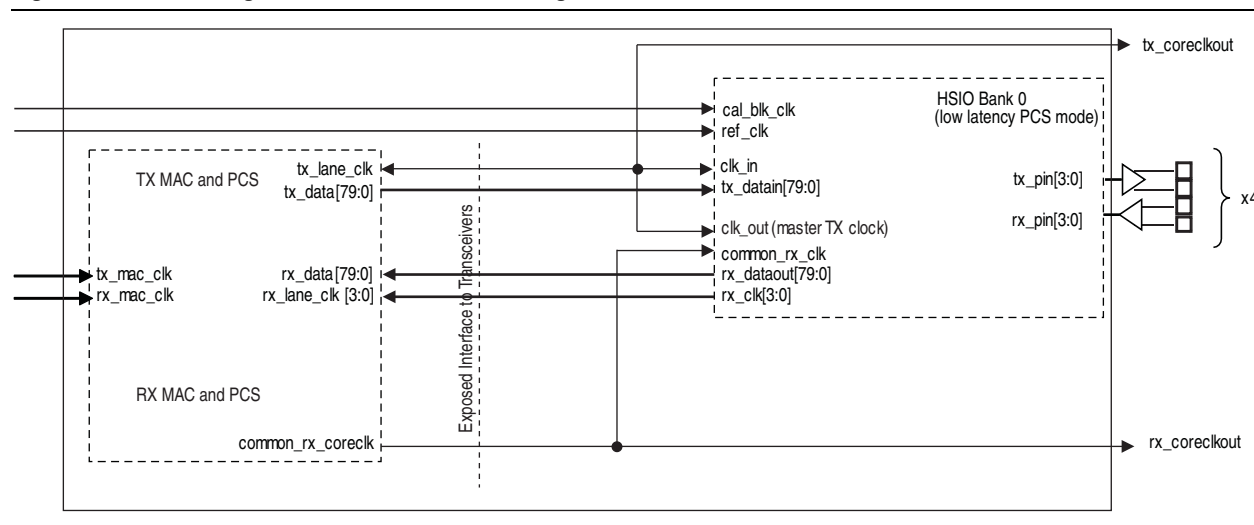 tx_coreclkout
HSIO Bank 0
(low latency PCS mode)
cal_blk_clk
ref_clk
TX MAC and PCS
tx_lane_clk
clk_in
tx_data[79:0]
tx_datain[79:0]
tx_pin[3:0]
x4
rx_pin[3:0]
clk_out (master TX clock)
common_rx_clk
tx_mac_clk
rx_data[79:0]
rx_dataout[79:0]
rx_mac_clk
rx_lane_clk [3:0]
rx_clk[3:0]
Exposed Interface to Transceivers
RX MAC and PCS
common_rx_coreclk
rx_coreclkout